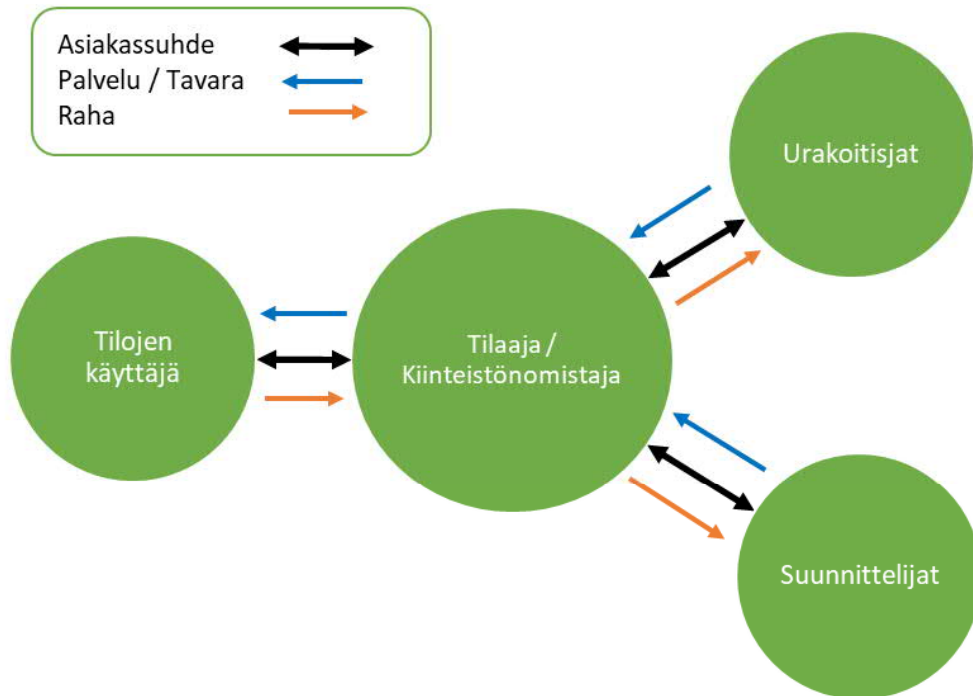 Asiakassuhde
Palvelu / Tavara
Raha
Urakoitisjat
Tilojen
käyttäjä
Tilaaja /
Kiinteistönomistaja
Suunnittelijat